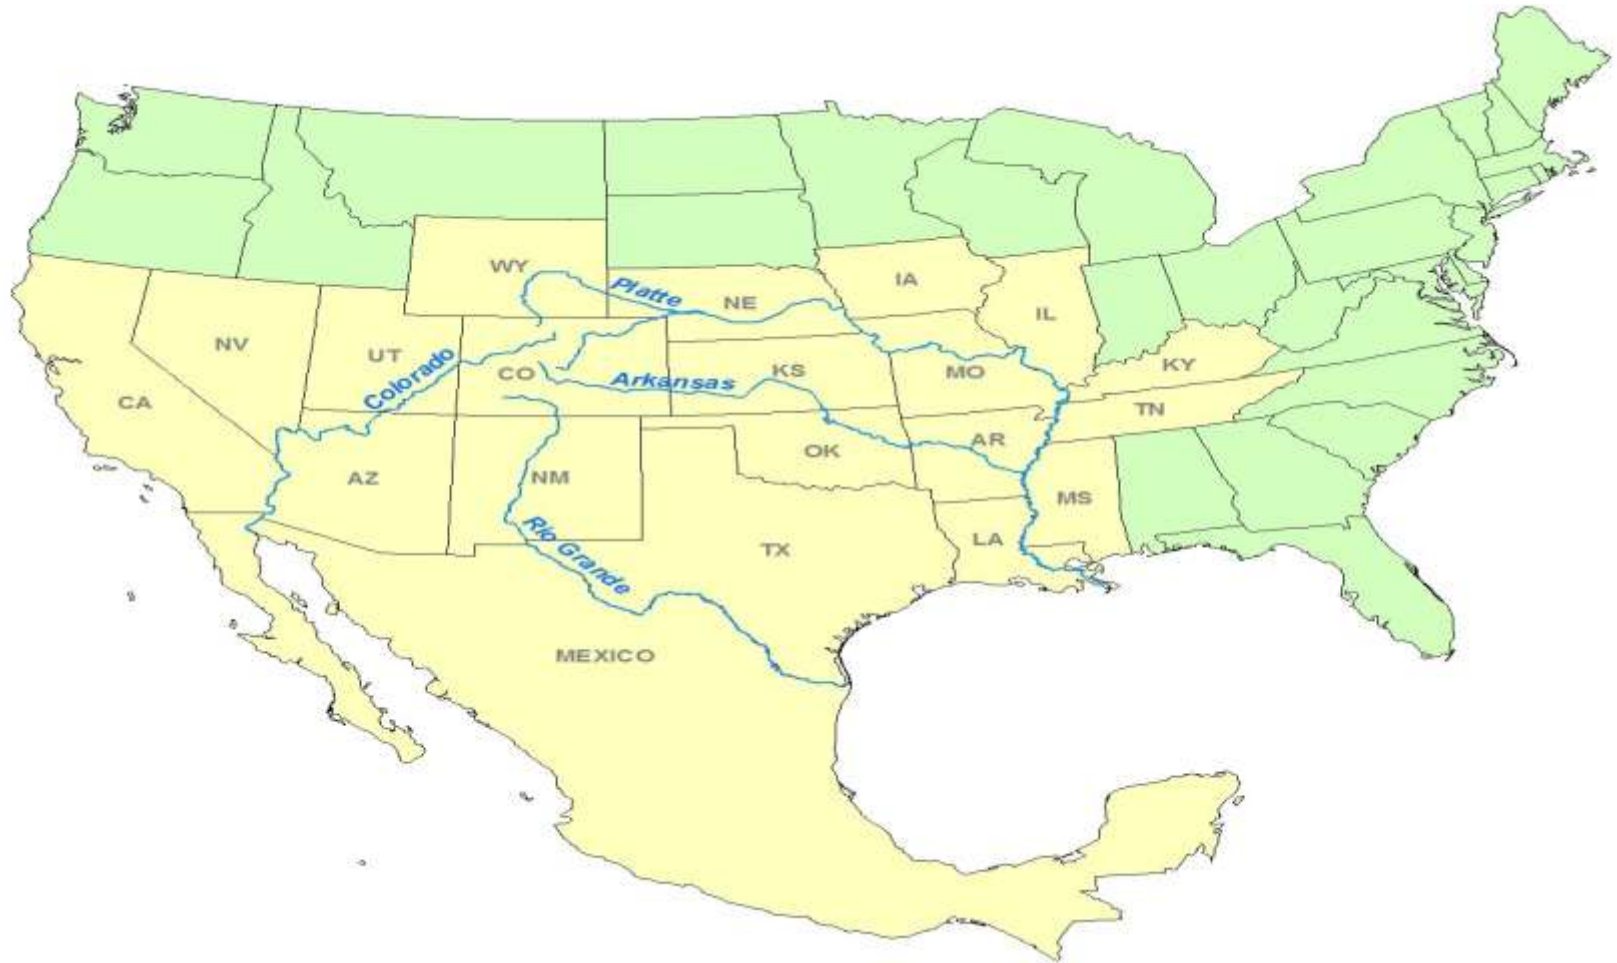 WY
Platte
NE
IA
IL
NV
UT
Colorado
CO
Arkansas
KS
MO
KY
CA
TN
AZ
NM
OK
AR
MS
Rio Grande
TX
LA
MEXICO